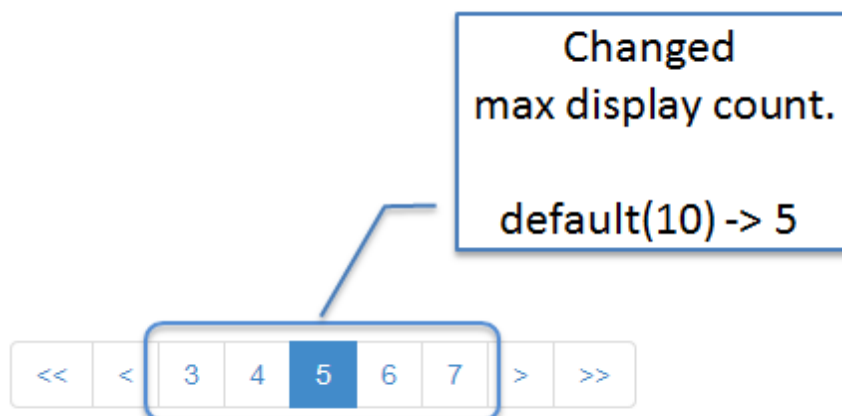 Changed
max display count.
default(10) -> 5
<< < 3 4 5 6 7 > >>